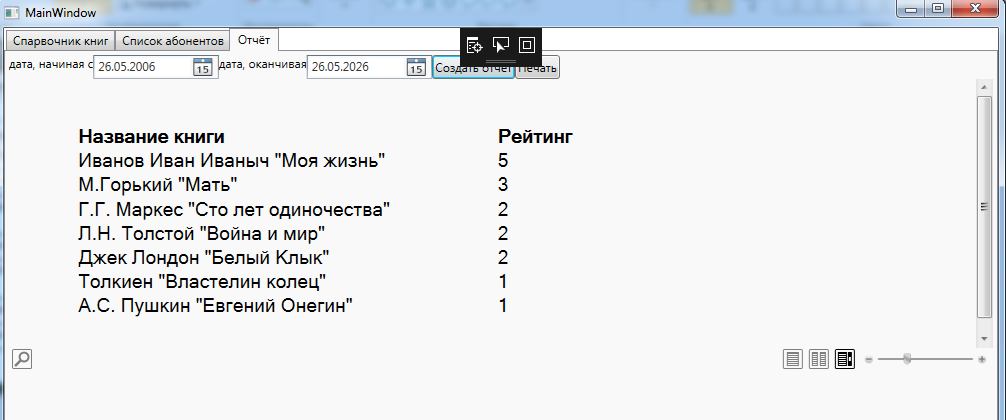 MainWindow
Спарвочник книг Список абонентов Отчёт
дата, начиная с 26.05.2006 15 дата, оканчивая 26.05.2026 15 Создать отчет Печать
Название книги Рейтинг
Иванов Иван Иваныч "Моя жизнь" 5
М.Горький "Мать" 3
Г.Г. Маркес "Сто лет одиночества" 2
Л.Н. Толстой "Война и мир" 2
Джек Лондон "Белый Клык" 2
Толкиен "Властелин колец" 1
А.С. Пушкин "Евгений Онегин" 1